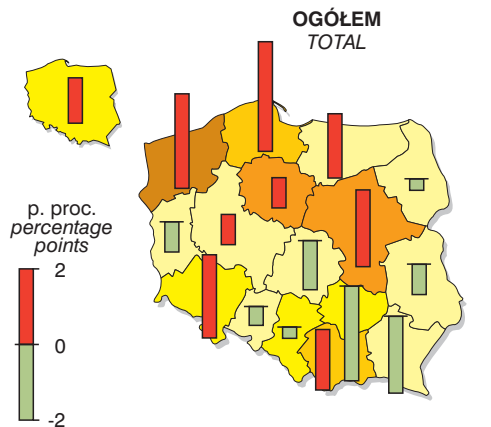 OGÓŁEM
TOTAL
p. proc.
percentage
points
2
0
-2